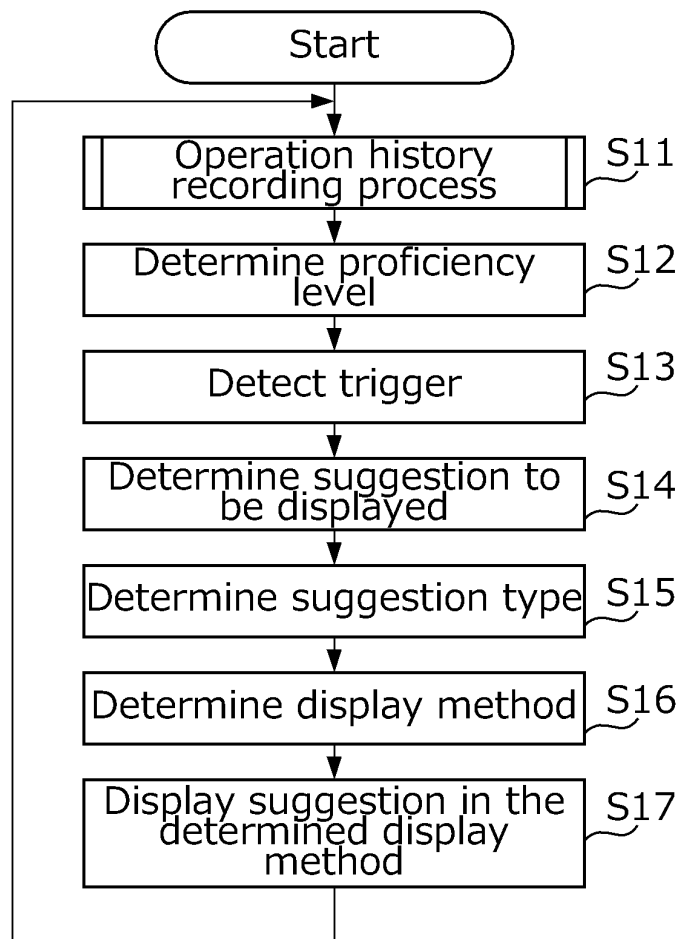 Start
Operation history
recording process
S11
Determine proficiency
level
S12
Detect trigger
S13
Determine suggestion to
be displayed
S14
Determine suggestion type
S15
Determine display method
S16
Display suggestion in the
determined display
method
S17